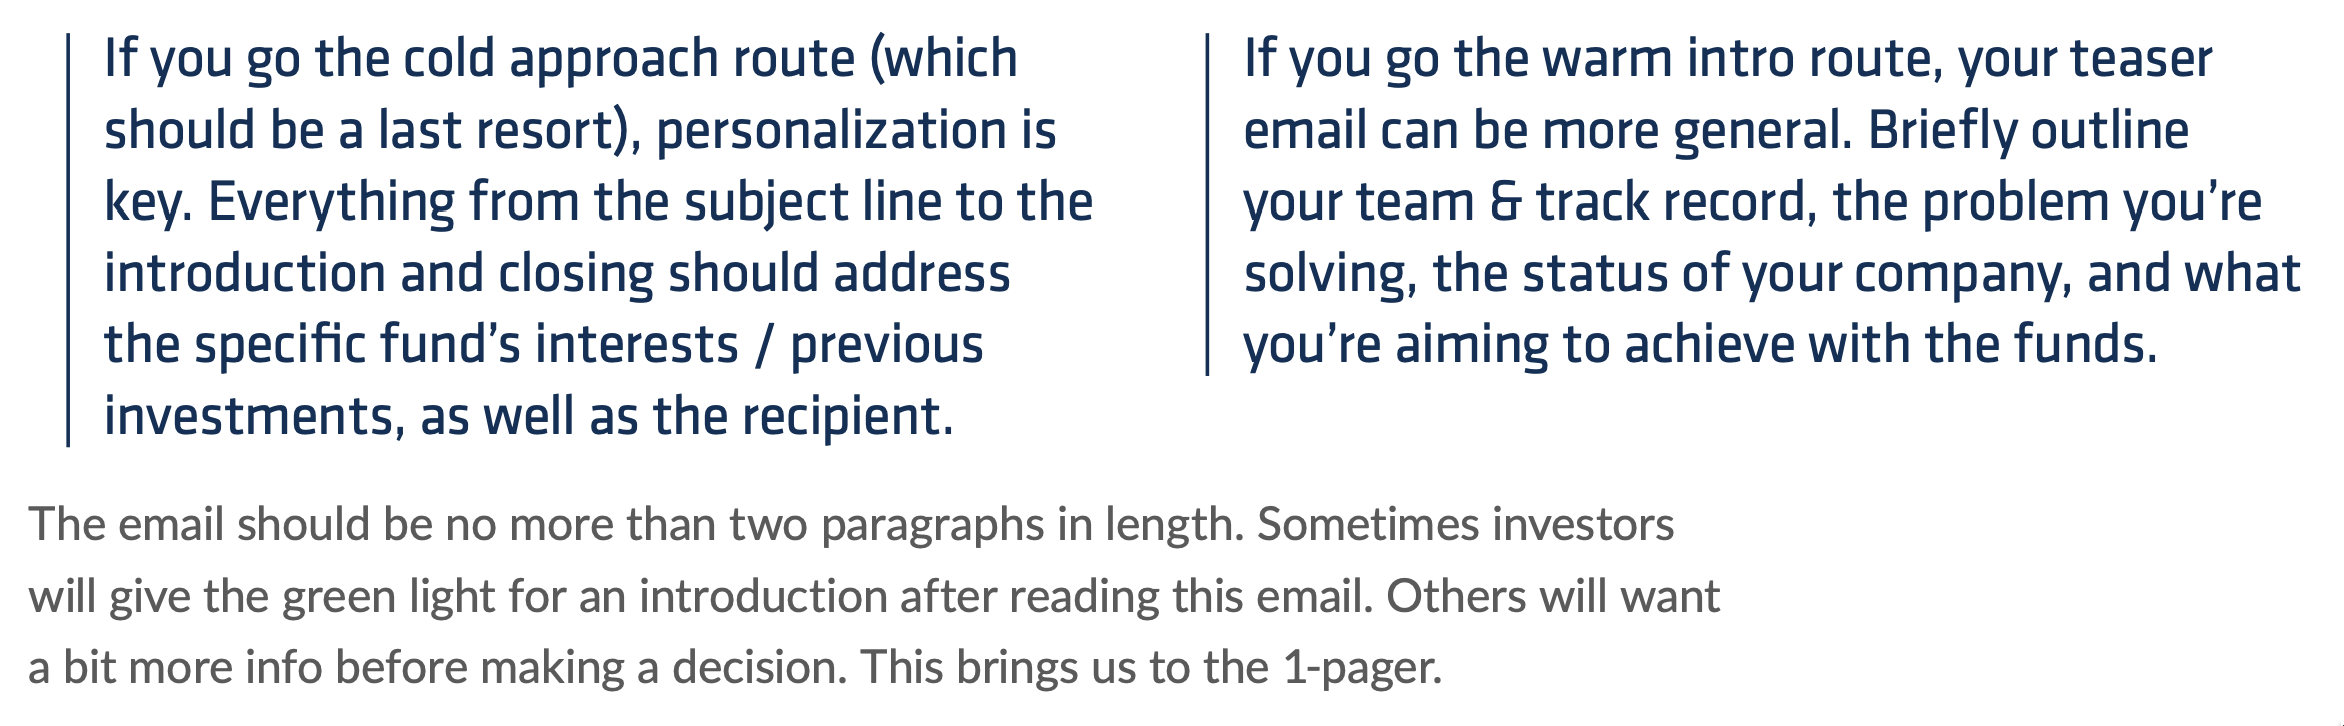 If you go the cold approach route (which
should be a last resort), personalization is
key. Everything from the subject line to the
introduction and closing should address
the specific fund’s interests / previous
investments, as well as the recipient.
If you go the warm intro route, your teaser
email can be more general. Briefly outline
your team & track record, the problem you’re
solving, the status of your company, and what
you’re aiming to achieve with the funds.
The email should be no more than two paragraphs in length. Sometimes investors
will give the green light for an introduction after reading this email. Others will want
a bit more info before making a decision. This brings us to the 1-pager.